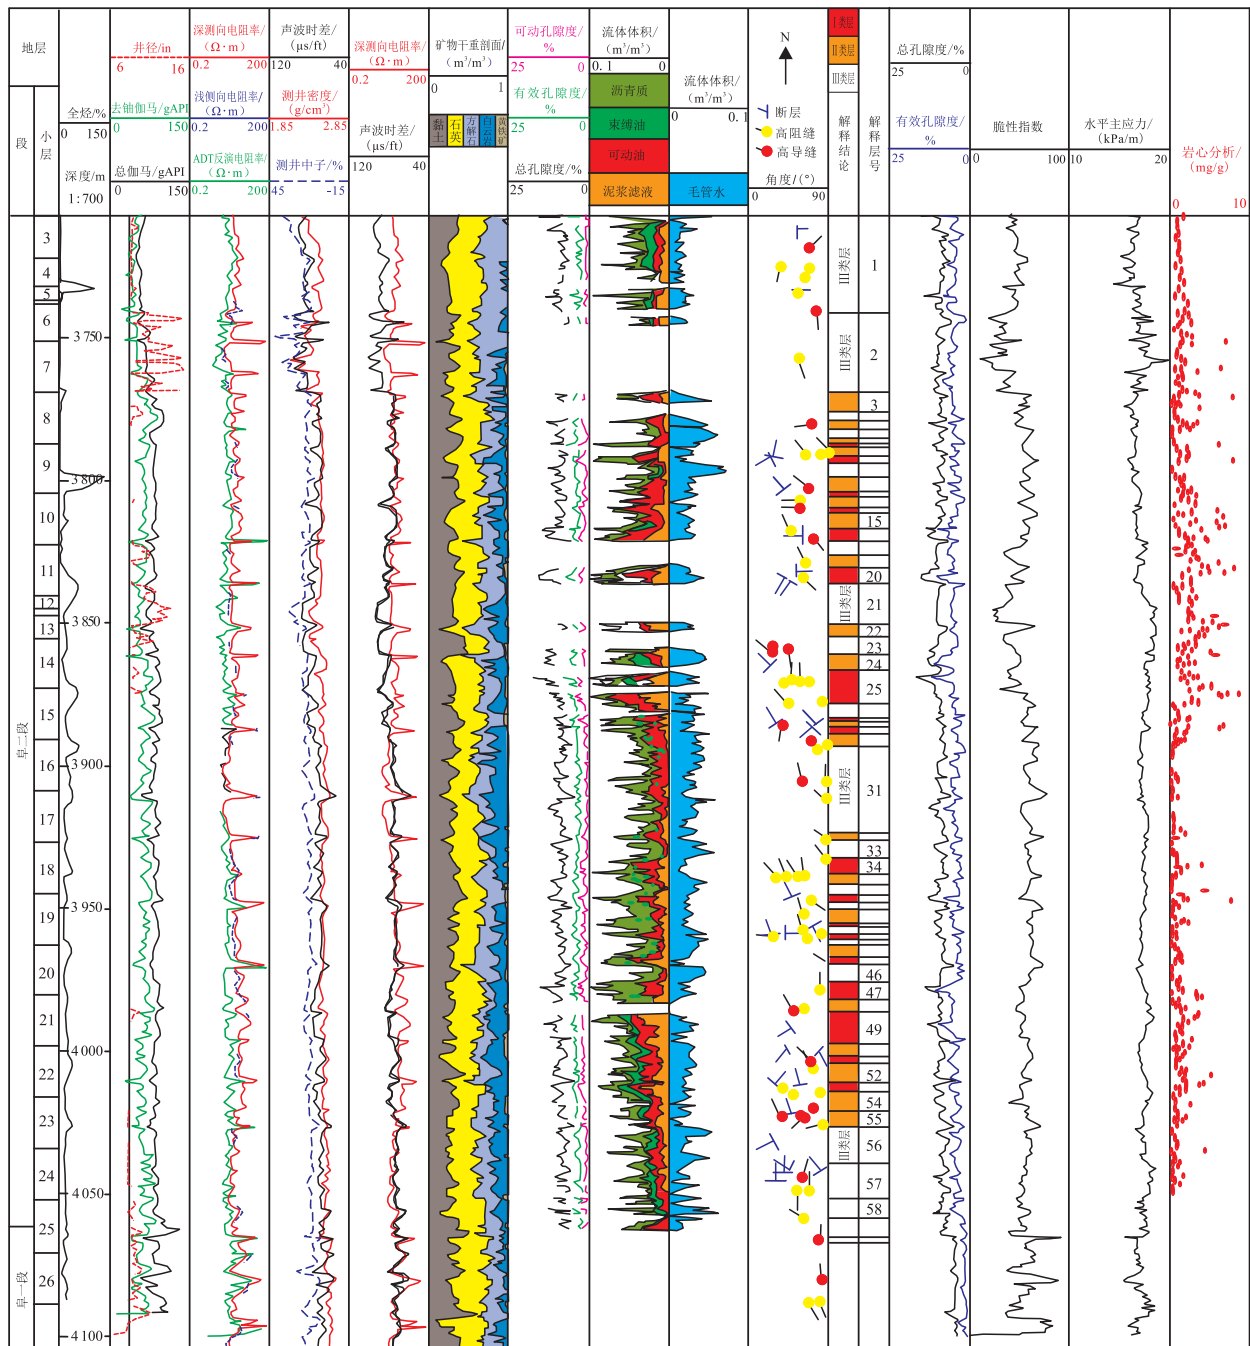 地层
段
小层
全烃/%
0 150
深度/m
1:700
井径/in
6 16
去铀伽马/gAPI
0 150
总伽马/gAPI
0 150
深测向电阻率/
(Ω·m)
0.2 200
浅侧向电阻率/
(Ω·m)
0.2 200
ADT反演电阻率/
(Ω·m)
0.2 200
声波时差/
(μs/ft)
120 40
测井密度/
(g/cm³)
1.85 2.85
测井中子/%
45 -15
深测向电阻率/
(Ω·m)
0.2 200
声波时差/
(μs/ft)
120 40
矿物干重剖面/
(m³/m³)
0 1
黏土
石英
方解石
白云岩
黄铁矿
可动孔隙度/
%
25 0
有效孔隙度/
%
25 0
总孔隙度/%
25 0
流体体积/
(m³/m³)
0.1 0
沥青质
束缚油
可动油
泥浆滤液
流体体积/
(m³/m³)
0 0.1
毛管水
N
断层
高阻缝
高导缝
角度/(°)
0 90
I类层
II类层
III类层
解释结论
解释层号
总孔隙度/%
25 0
有效孔隙度/
%
25 0
脆性指数
0 100
水平主应力/
(kPa/m)
10 20
岩心分析/
(mg/g)
0 10
阜二段
阜一段
3
4
5
6
7
8
9
10
11
12
13
14
15
16
17
18
19
20
21
22
23
24
25
26
3 750
3 800
3 850
3 900
3 950
4 000
4 050
4 100
III类层
III类层
III类层
III类层
III类层
1
2
3
15
20
21
22
23
24
25
31
33
34
46
47
49
52
54
55
56
57
58